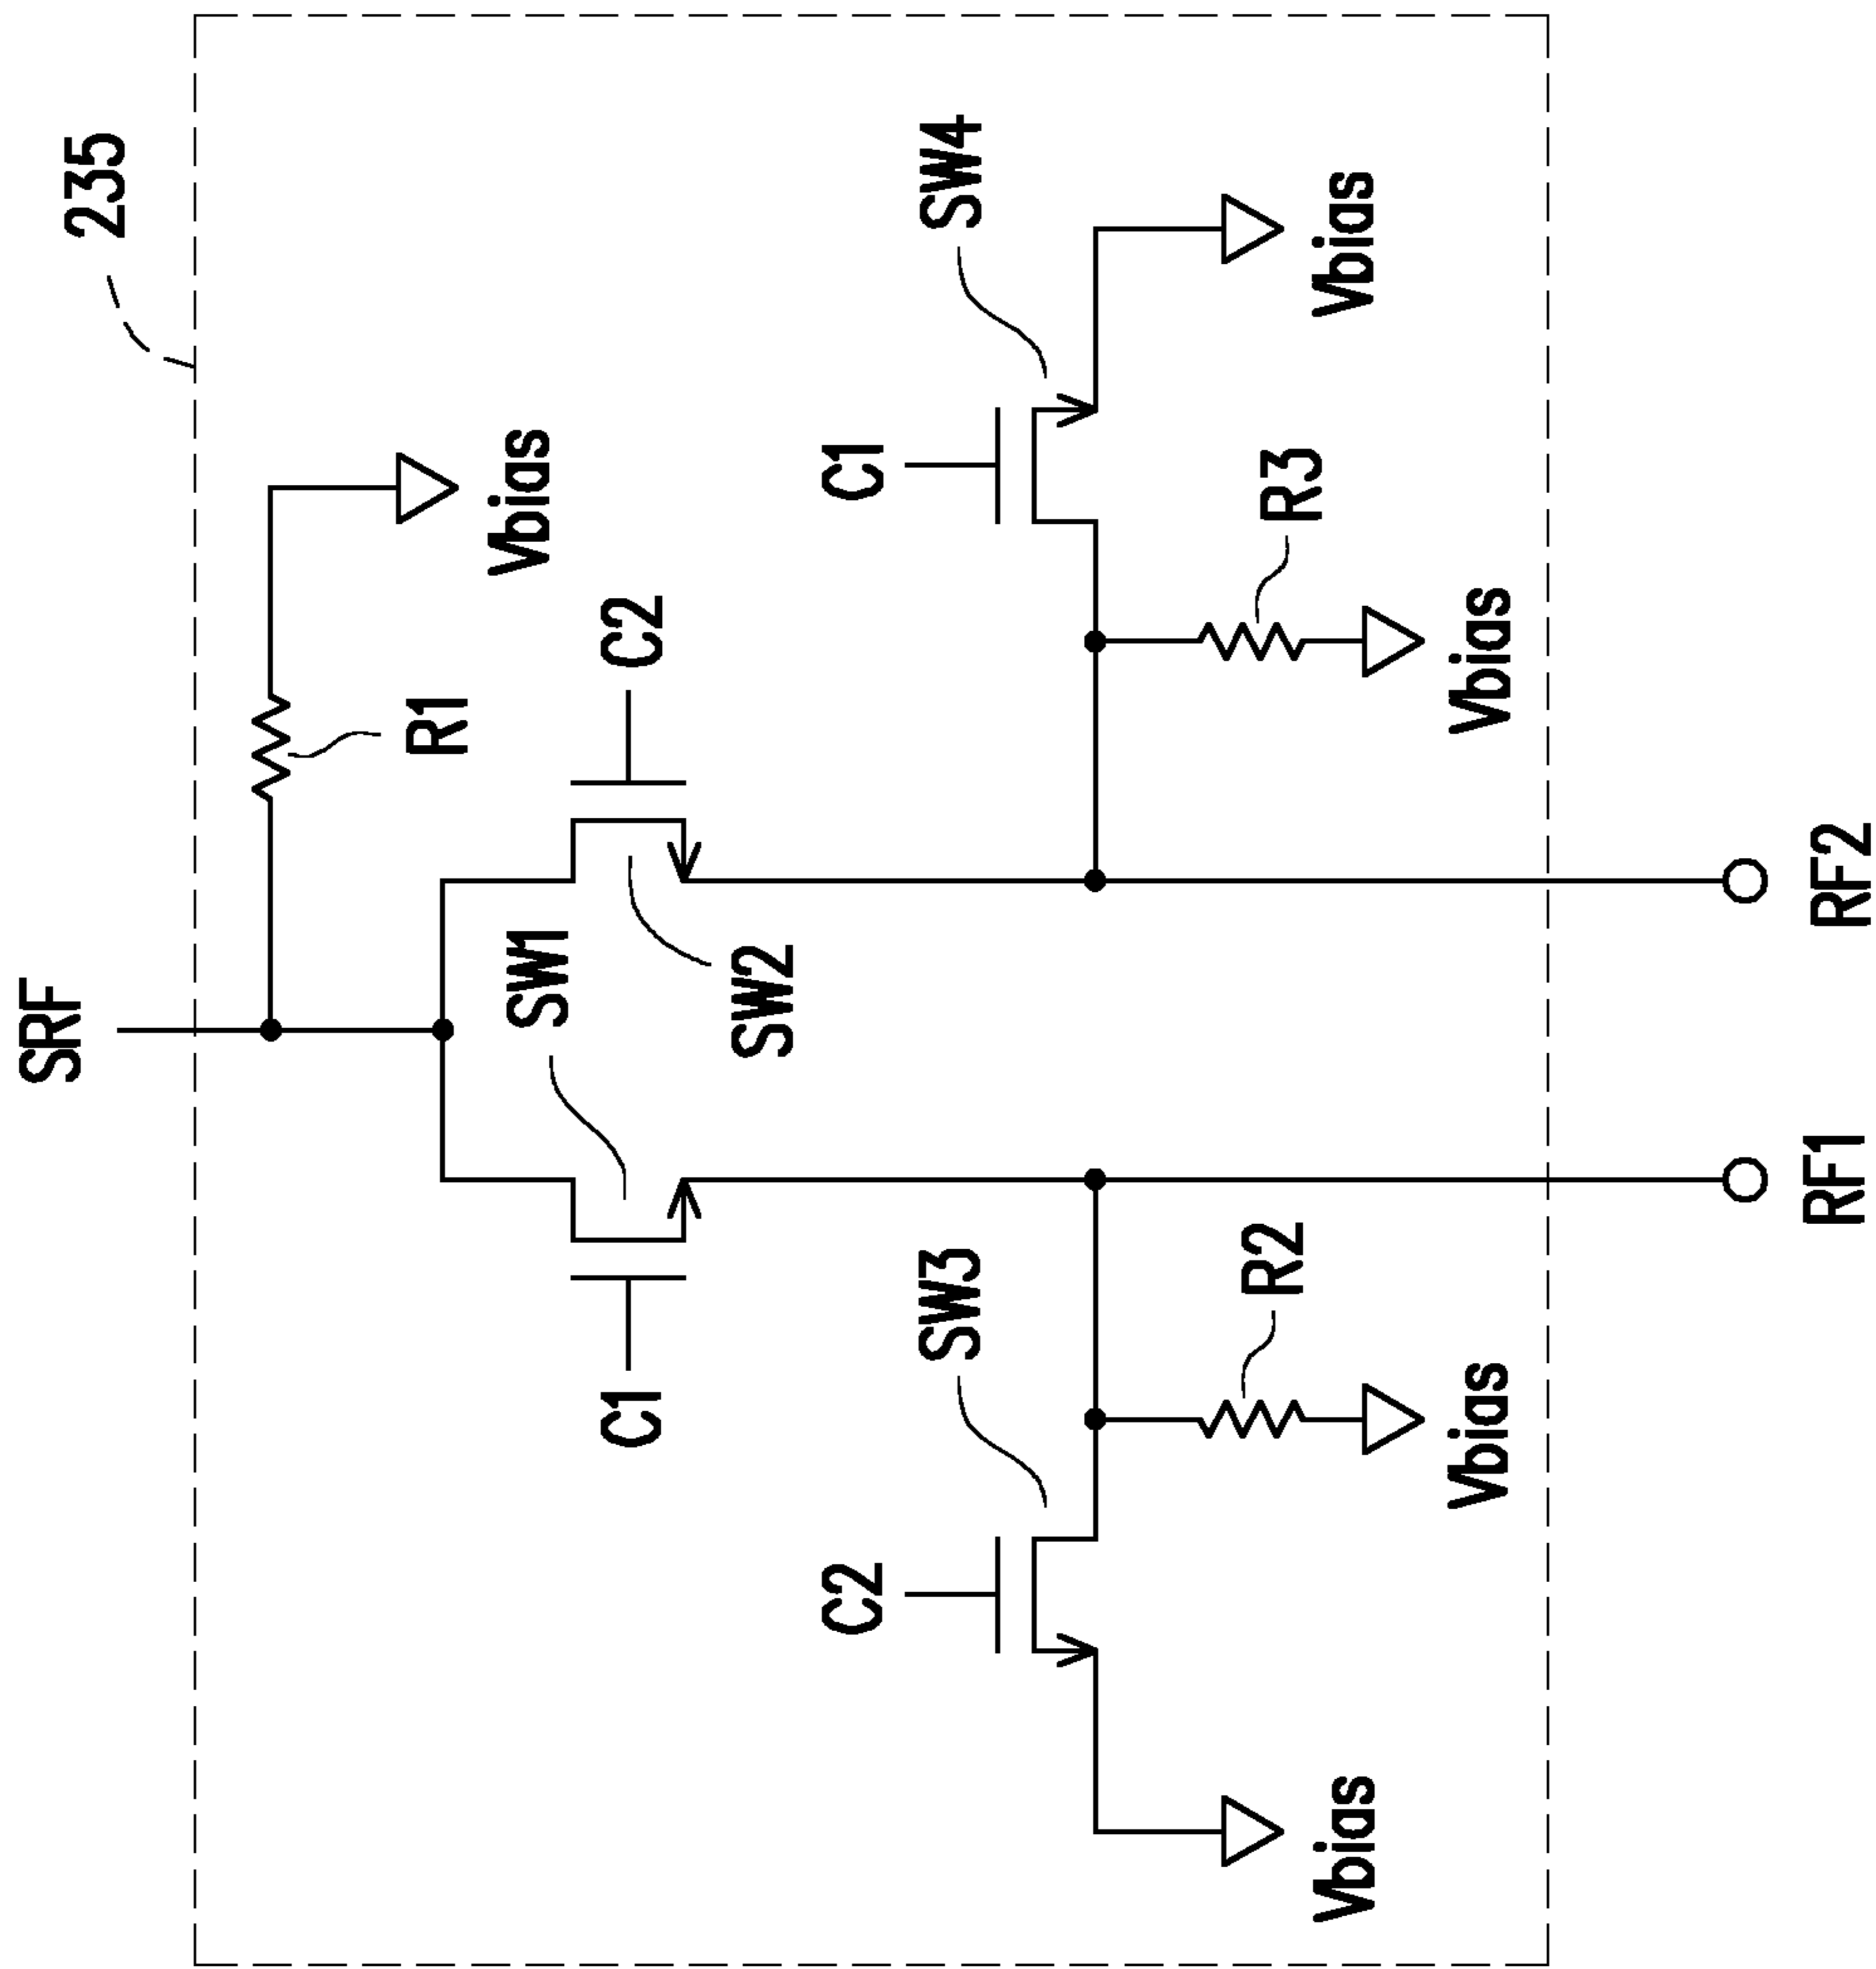 SRF
235
R1
SW1
Vbias
C1
C2
SW2
C2
C1
SW3
SW4
R2
R3
Vbias
Vbias
Vbias
Vbias
RF1
RF2